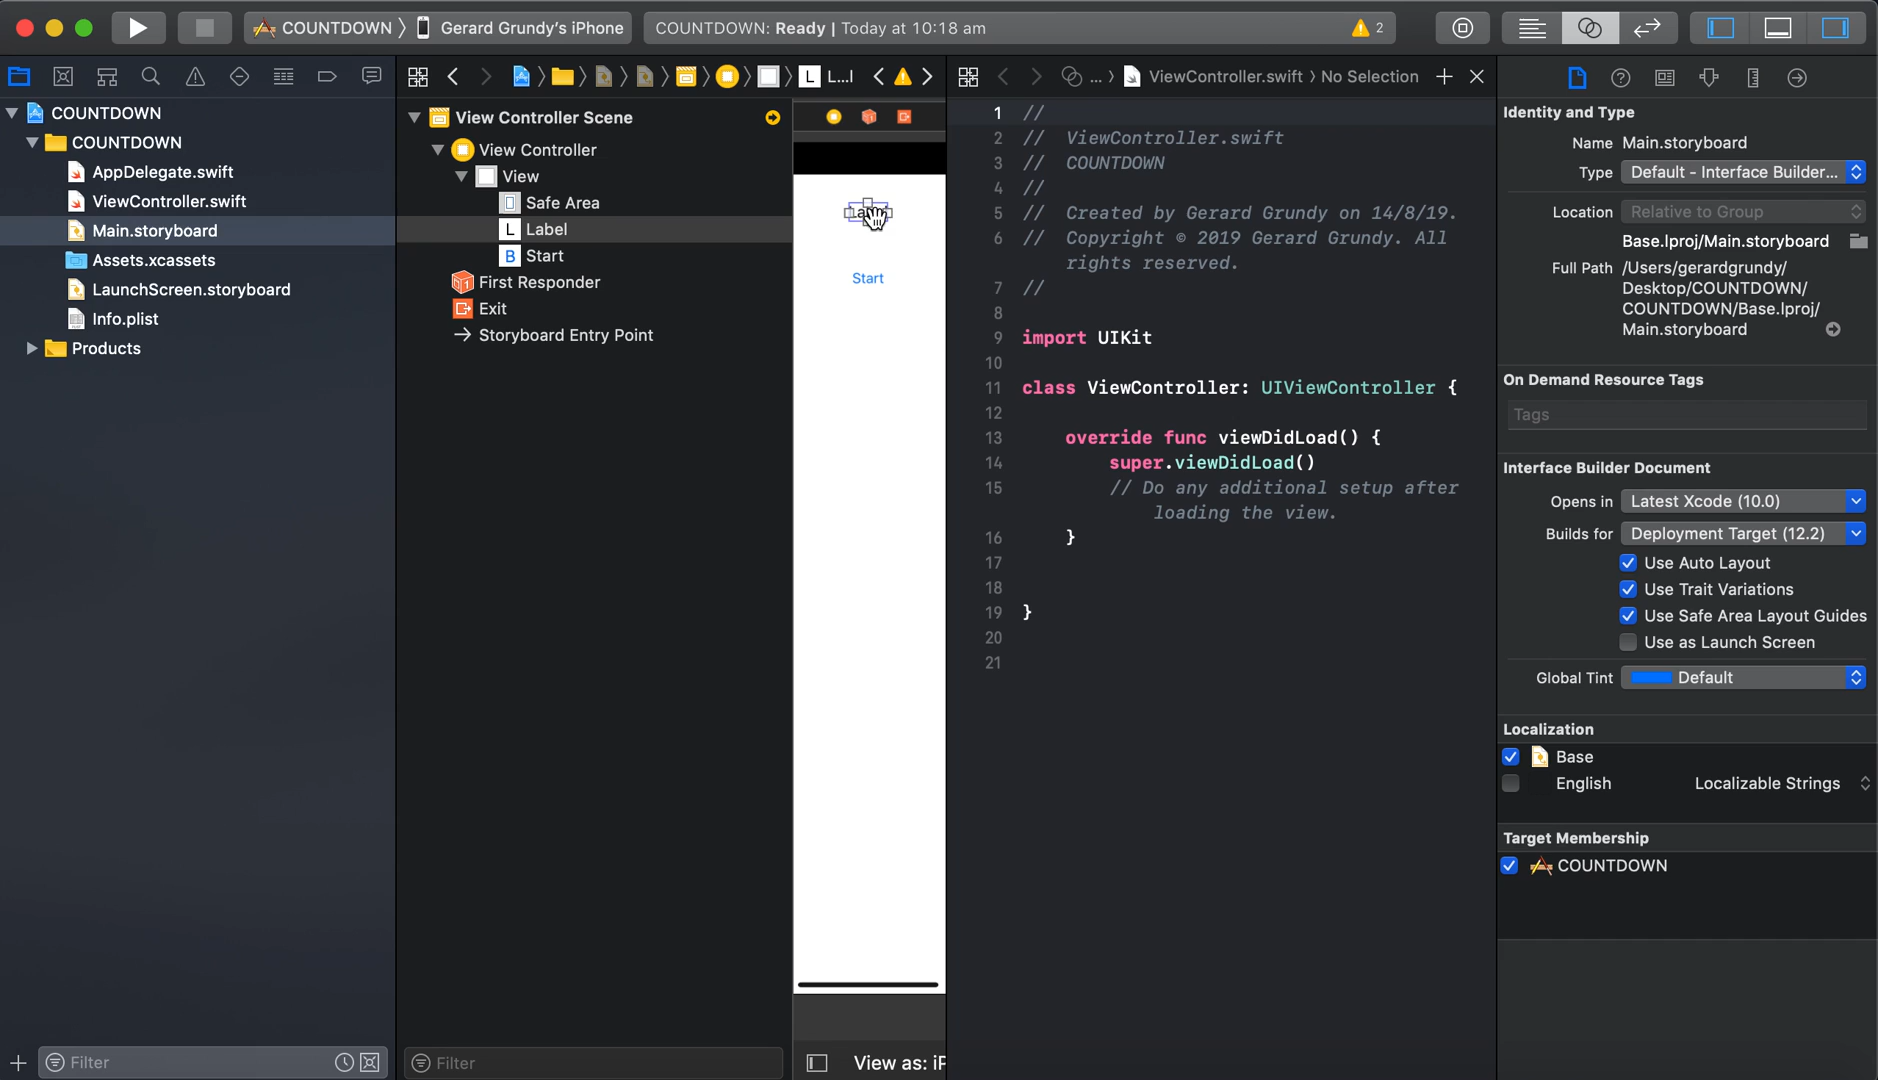 COUNTDOWN 〉 Gerard Grundy's iPhone
COUNTDOWN: Ready | Today at 10:18 am
2
L...l
... 〉 ViewController.swift 〉 No Selection
COUNTDOWN
COUNTDOWN
AppDelegate.swift
ViewController.swift
Main.storyboard
Assets.xcassets
LaunchScreen.storyboard
Info.plist
Products
Filter
View Controller Scene
View Controller
View
Safe Area
L Label
B Start
First Responder
Exit
Storyboard Entry Point
Filter
Start
View as: iP
1 //
2 // ViewController.swift
3 // COUNTDOWN
4 //
5 // Created by Gerard Grundy on 14/8/19.
6 // Copyright © 2019 Gerard Grundy. All
rights reserved.
7 //
8
9 import UIKit
10
11 class ViewController: UIViewController {
12
13 override func viewDidLoad() {
14 super.viewDidLoad()
15 // Do any additional setup after
loading the view.
16 }
17
18
19 }
20
21
Identity and Type
Name Main.storyboard
Type Default - Interface Builder...
Location Relative to Group
Base.lproj/Main.storyboard
Full Path /Users/gerardgrundy/
Desktop/COUNTDOWN/
COUNTDOWN/Base.lproj/
Main.storyboard
On Demand Resource Tags
Tags
Interface Builder Document
Opens in Latest Xcode (10.0)
Builds for Deployment Target (12.2)
Use Auto Layout
Use Trait Variations
Use Safe Area Layout Guides
Use as Launch Screen
Global Tint Default
Localization
Base
English Localizable Strings
Target Membership
COUNTDOWN